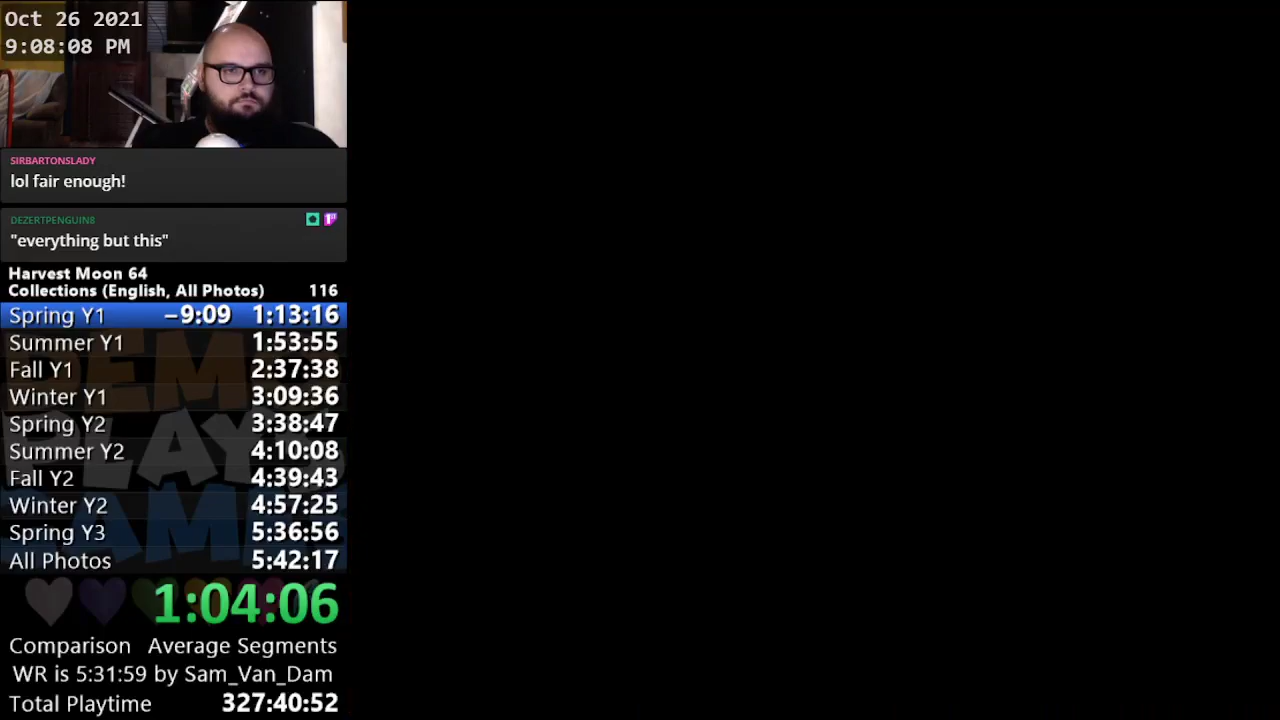 Oct 26 2021
9:08:08 PM
SIRBARTONSLADY
lol fair enough!
DEZERTPENGUIN8
"everything but this"
Harvest Moon 64
Collections (English, All Photos) 116
Spring Y1 −9:09 1:13:16
Summer Y1 1:53:55
Fall Y1 2:37:38
Winter Y1 3:09:36
Spring Y2 3:38:47
Summer Y2 4:10:08
Fall Y2 4:39:43
Winter Y2 4:57:25
Spring Y3 5:36:56
All Photos 5:42:17
1:04:06
Comparison Average Segments
WR is 5:31:59 by Sam_Van_Dam
Total Playtime 327:40:52